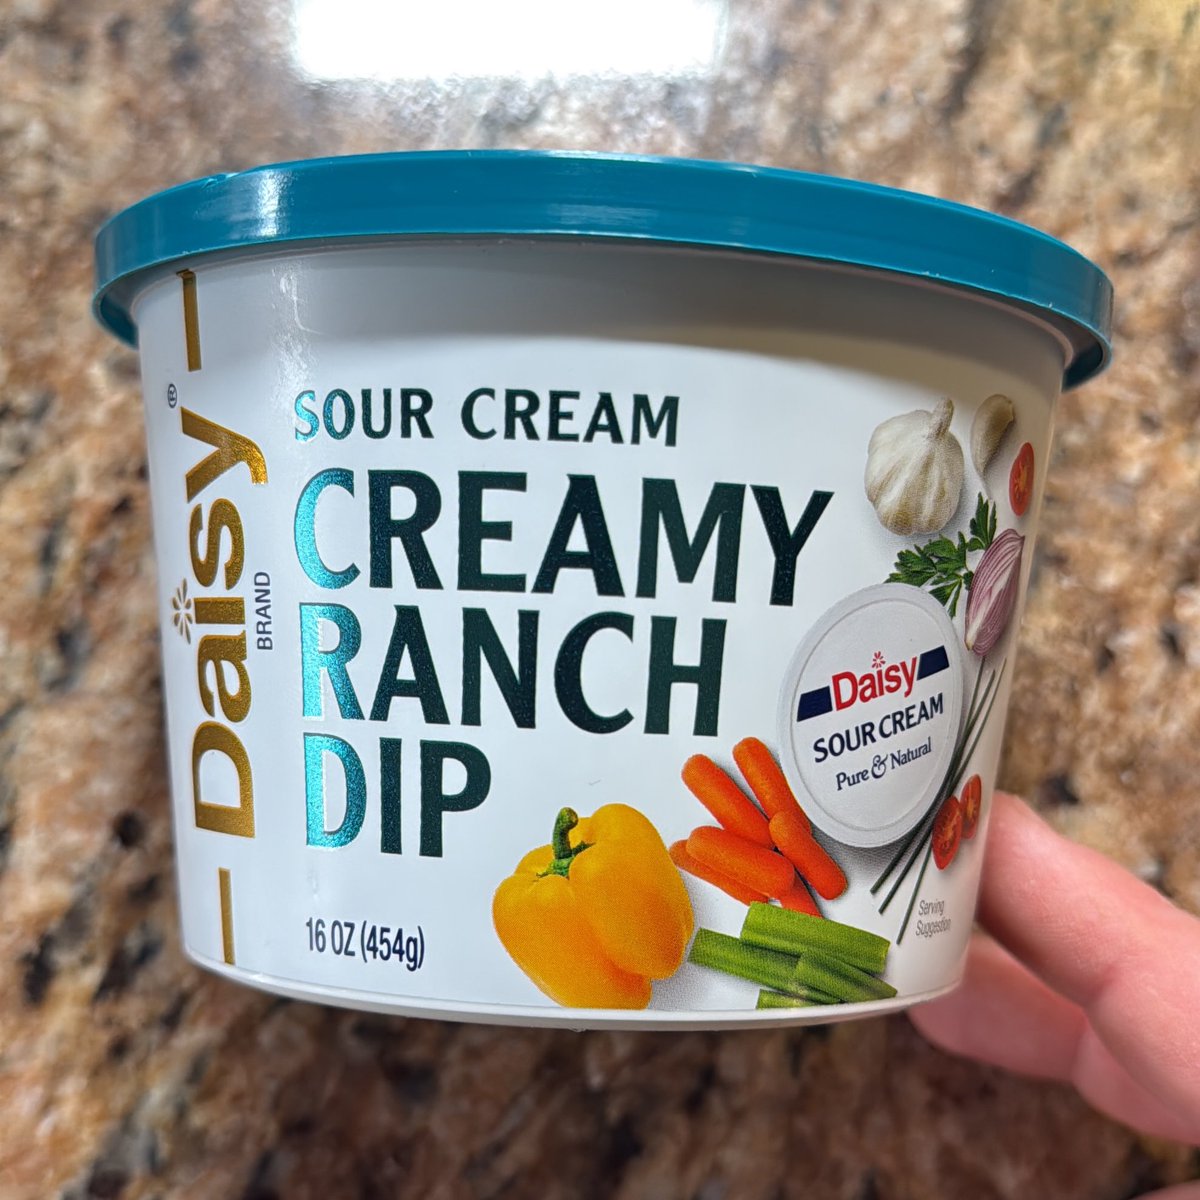 Daisy®
BRAND
SOUR CREAM
CREAMY
RANCH
DIP
16 OZ (454g)
Daisy
SOUR CREAM
Pure & Natural
Serving
Suggestion